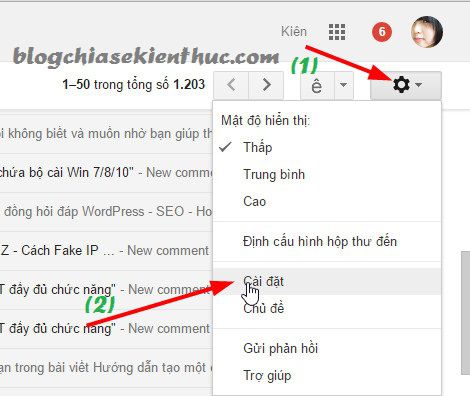 Kiên
6
blogchiasekienthuc.com
(1)
1–50 trong tổng số 1.203
ê
Mật độ hiển thị:
Thấp
Trung bình
Cao
Định cấu hình hộp thư đến
Cài đặt
Chủ đề
Gửi phản hồi
Trợ giúp
ội không biết và muốn nhờ bạn giúp th
chứa bộ cài Win 7/8/10" - New comme
đồng hồi đáp WordPress - SEO - Ho
Z - Cách Fake IP … - New comment
T đầy đủ chức năng" - New comment
(2)
T đầy đủ chức năng" - New comment
ạn trong bài viết Hướng dẫn tạo một